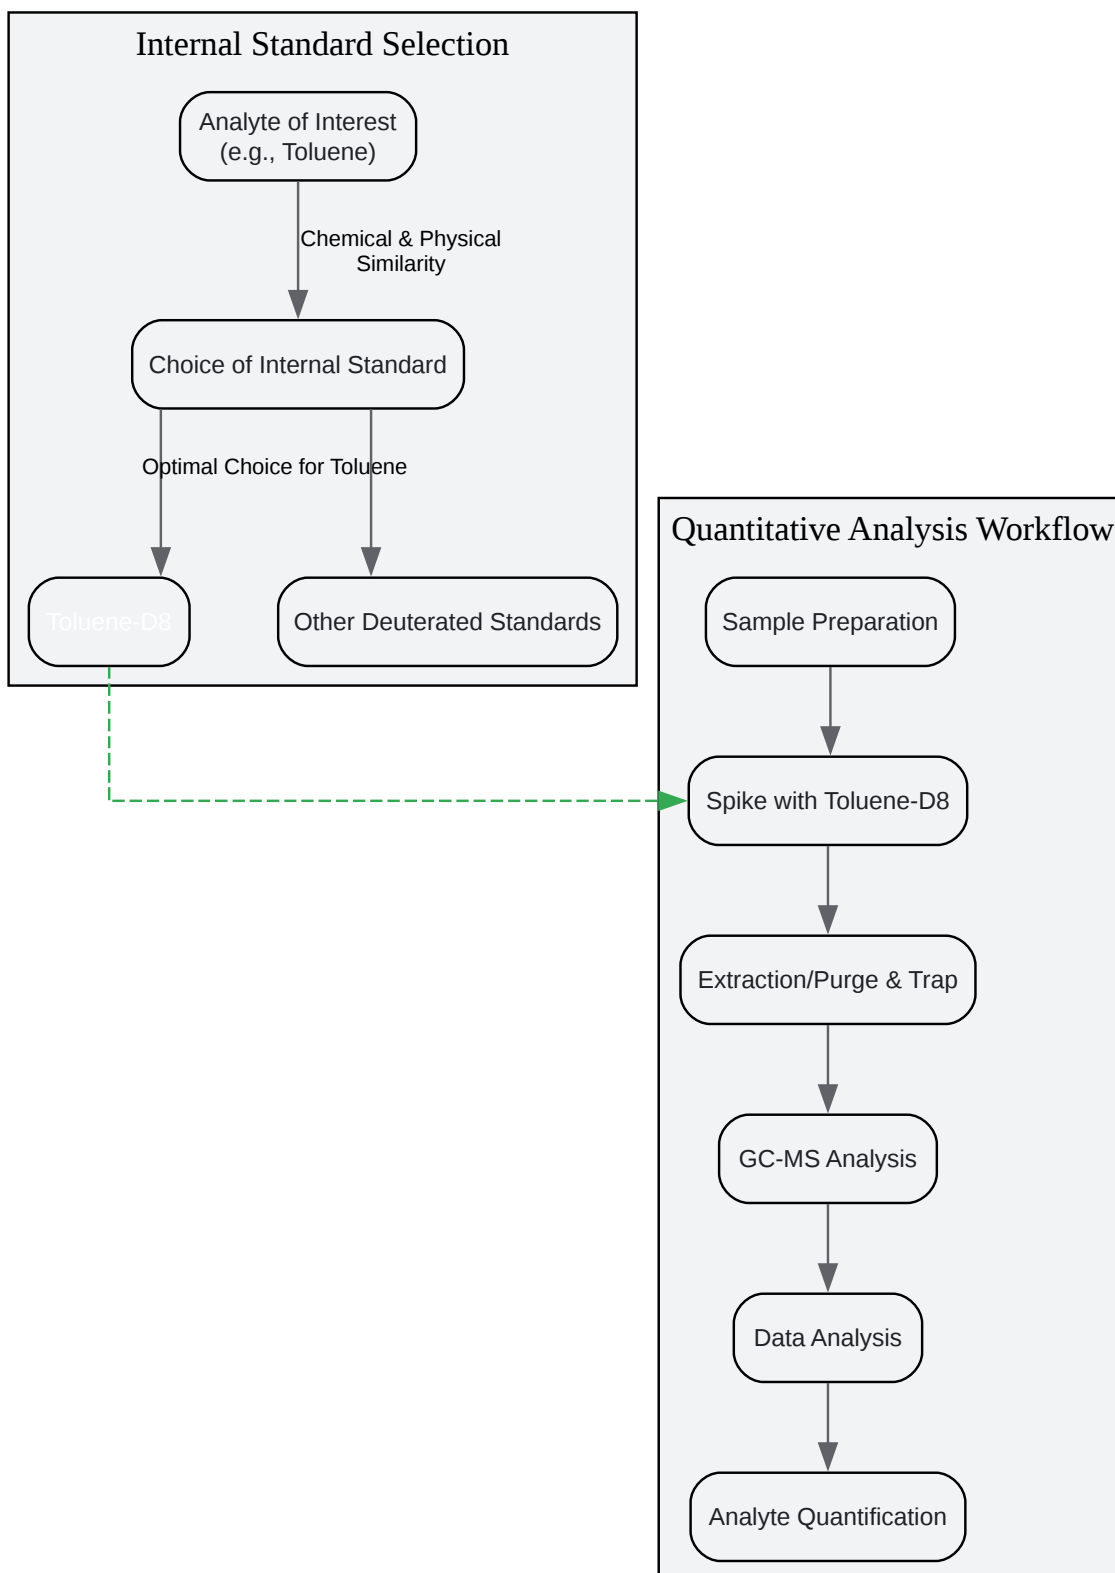 Internal Standard Selection
Analyte of Interest
(e.g., Toluene)
Chemical & Physical
Similarity
Choice of Internal Standard
Optimal Choice for Toluene
Toluene-D8
Other Deuterated Standards
Quantitative Analysis Workflow
Sample Preparation
Spike with Toluene-D8
Extraction/Purge & Trap
GC-MS Analysis
Data Analysis
Analyte Quantification